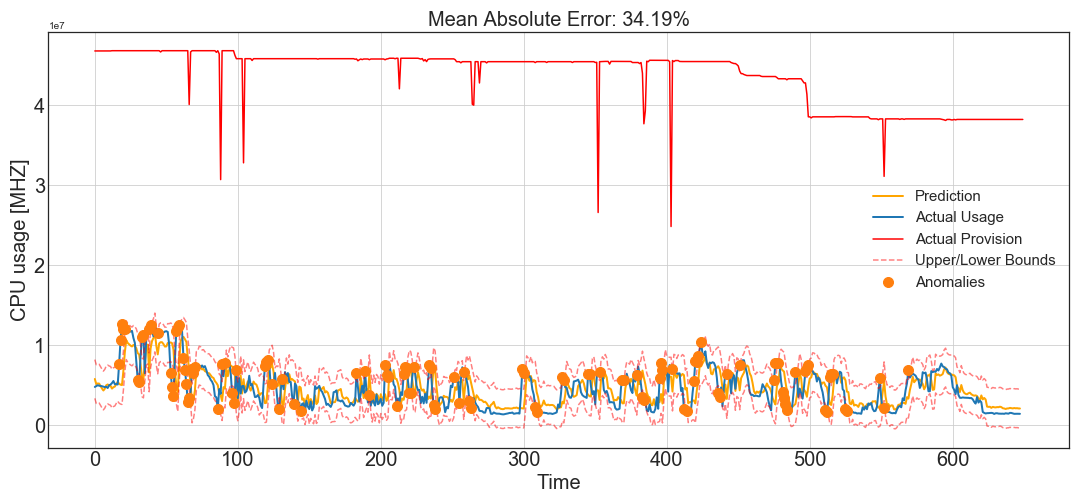 Mean Absolute Error: 34.19%
1e7
4
3
2
1
0
CPU usage [MHZ]
Prediction
Actual Usage
Actual Provision
Upper/Lower Bounds
Anomalies
0 100 200 300 400 500 600
Time